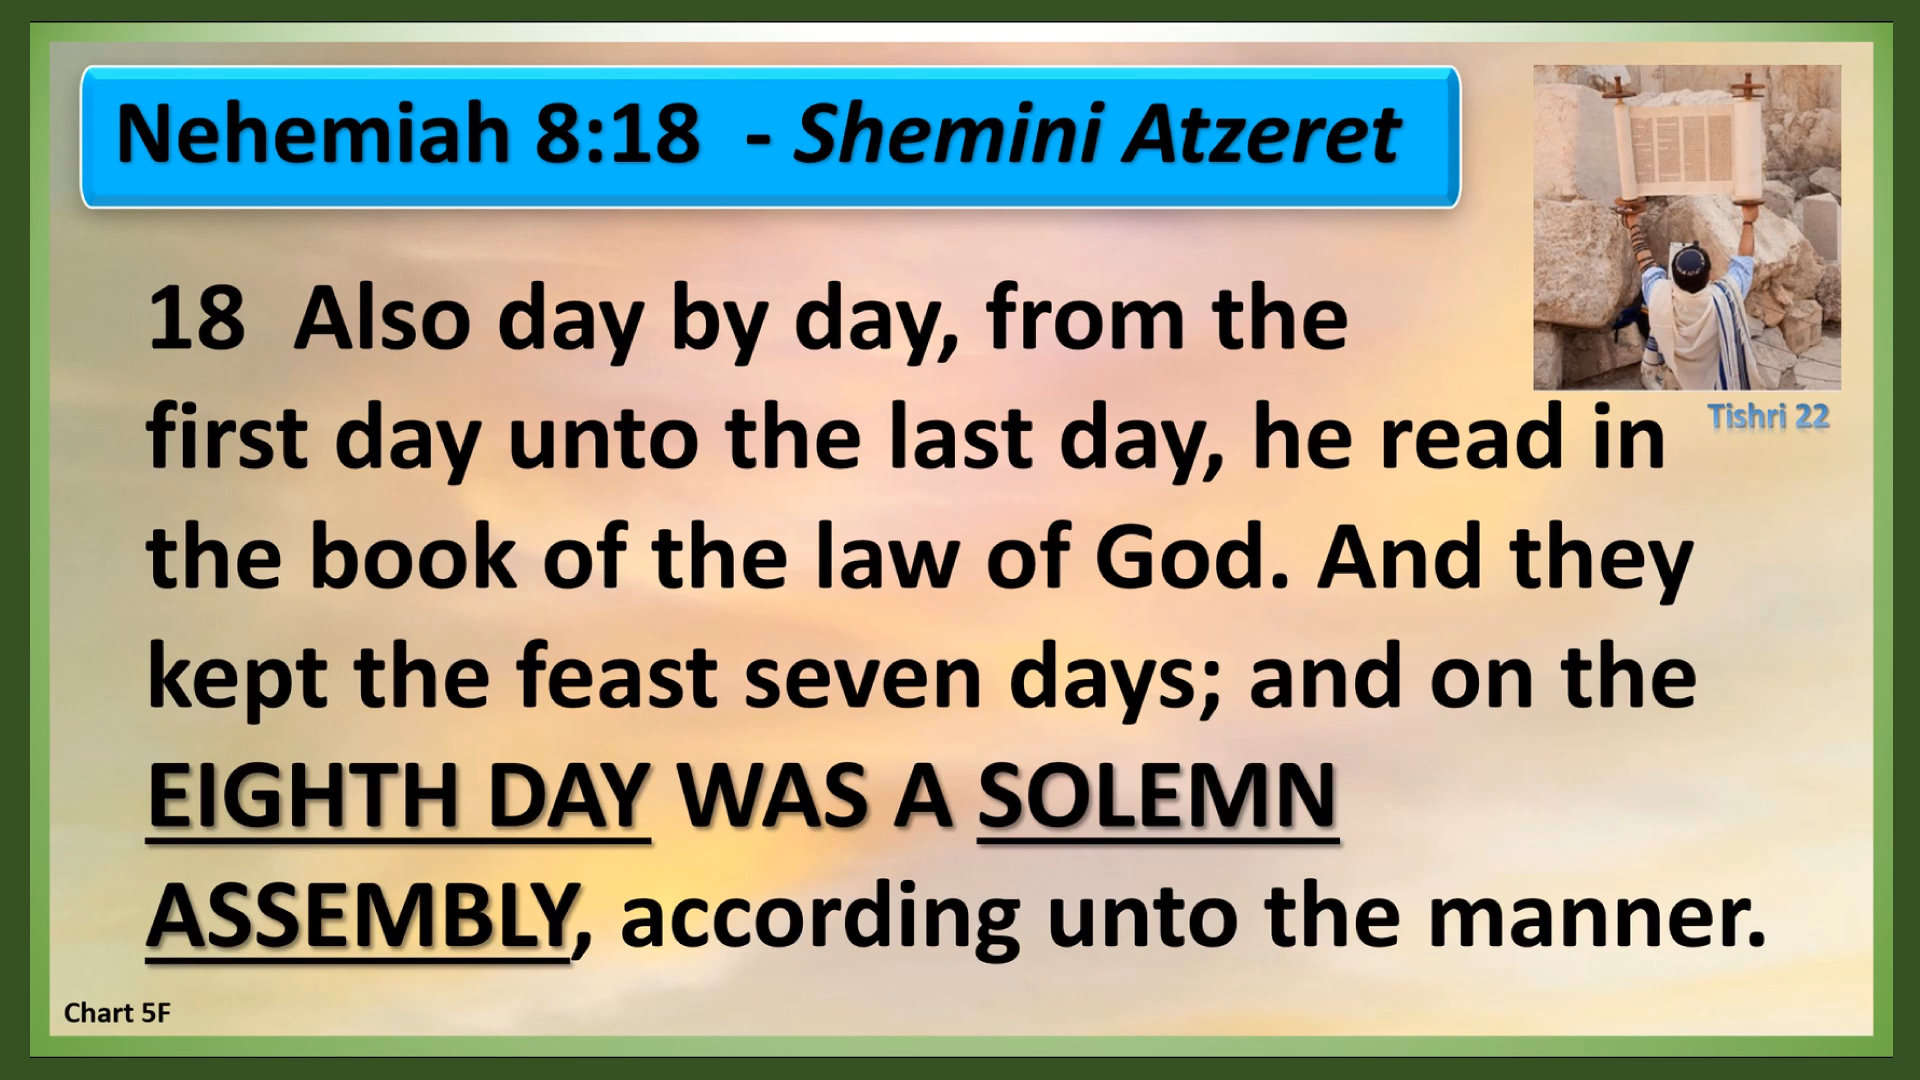 Nehemiah 8:18 - Shemini Atzeret
18 Also day by day, from the
first day unto the last day, he read in
Tishri 22
the book of the law of God. And they
kept the feast seven days; and on the
EIGHTH DAY WAS A SOLEMN
ASSEMBLY, according unto the manner.
Chart 5F